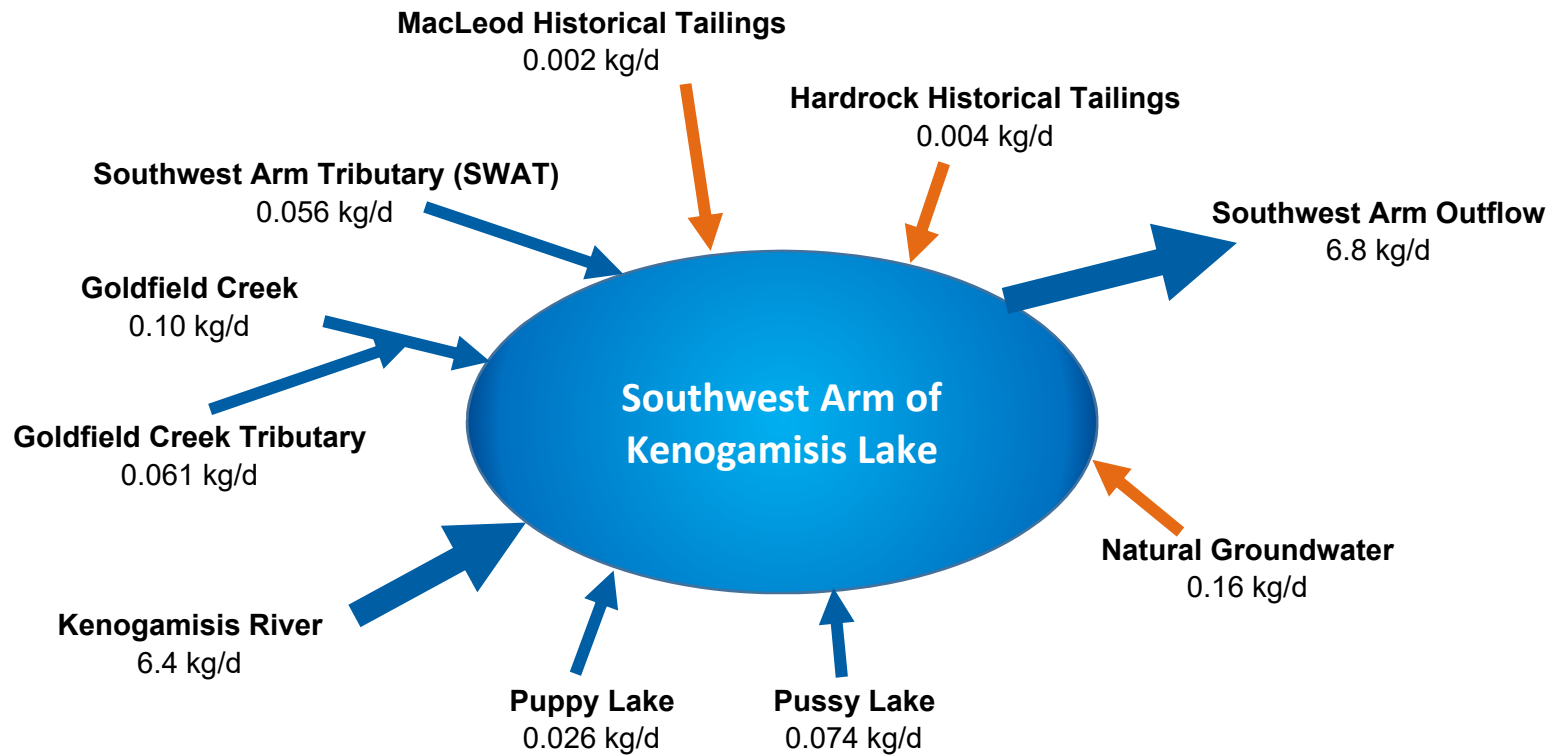 MacLeod Historical Tailings
0.002 kg/d
Hardrock Historical Tailings
0.004 kg/d
Southwest Arm Tributary (SWAT)
0.056 kg/d
Southwest Arm Outflow
6.8 kg/d
Goldfield Creek
0.10 kg/d
Southwest Arm of
Kenogamisis Lake
Goldfield Creek Tributary
0.061 kg/d
Natural Groundwater
0.16 kg/d
Kenogamisis River
6.4 kg/d
Puppy Lake
0.026 kg/d
Pussy Lake
0.074 kg/d